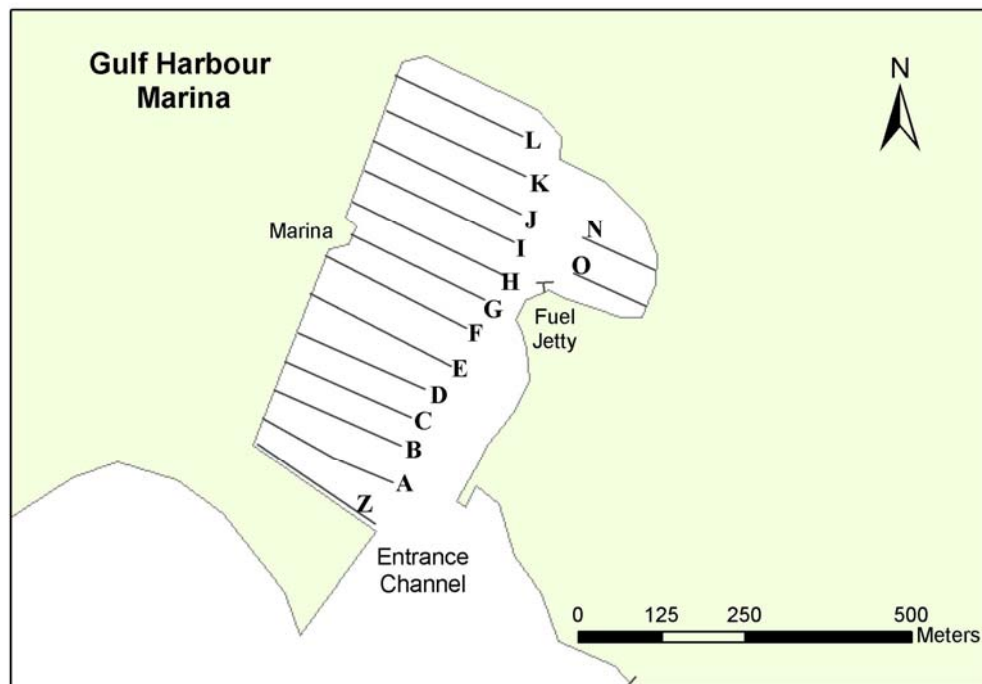 Gulf Harbour
Marina
N
L
K
J
N
Marina
I
O
H
G
Fuel
Jetty
F
E
D
C
B
A
Z
Entrance
Channel
0 125 250 500
Meters